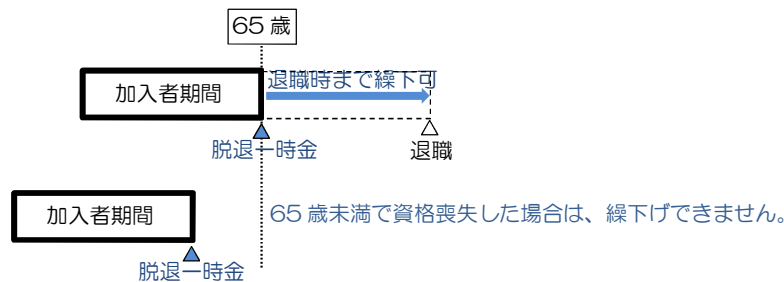 65 歳
加入者期間
退職時まで繰下可
脱退一時金
退職
加入者期間
65 歳未満で資格喪失した場合は、繰下げできません。
脱退一時金